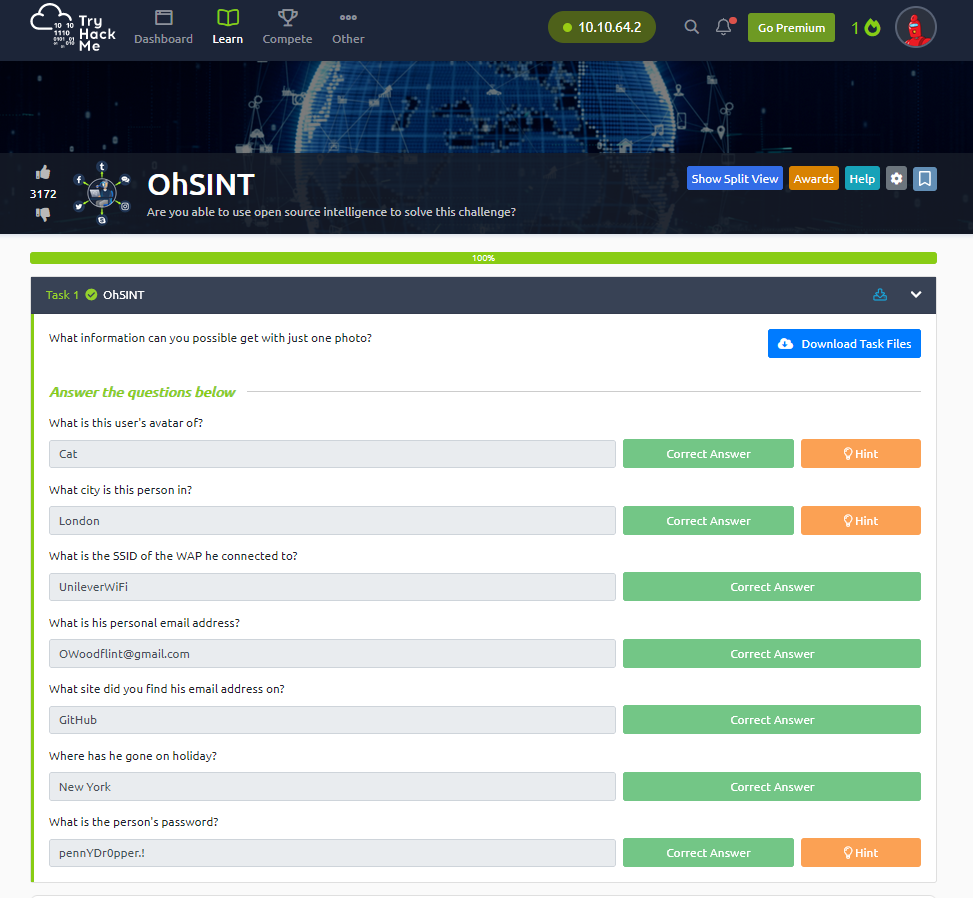 Try
Hack
Me
10 10
1110
0101 01
010
Dashboard
Learn
Compete
Other
10.10.64.2
Go Premium
1
3172
OhSINT
Are you able to use open source intelligence to solve this challenge?
Show Split View
Awards
Help
100%
Task 1 OhSINT
What information can you possible get with just one photo?
Download Task Files
Answer the questions below
What is this user's avatar of?
Cat
Correct Answer
Hint
What city is this person in?
London
Correct Answer
Hint
What is the SSID of the WAP he connected to?
UnileverWiFi
Correct Answer
What is his personal email address?
OWoodflint@gmail.com
Correct Answer
What site did you find his email address on?
GitHub
Correct Answer
Where has he gone on holiday?
New York
Correct Answer
What is the person's password?
pennYDr0pper.!
Correct Answer
Hint